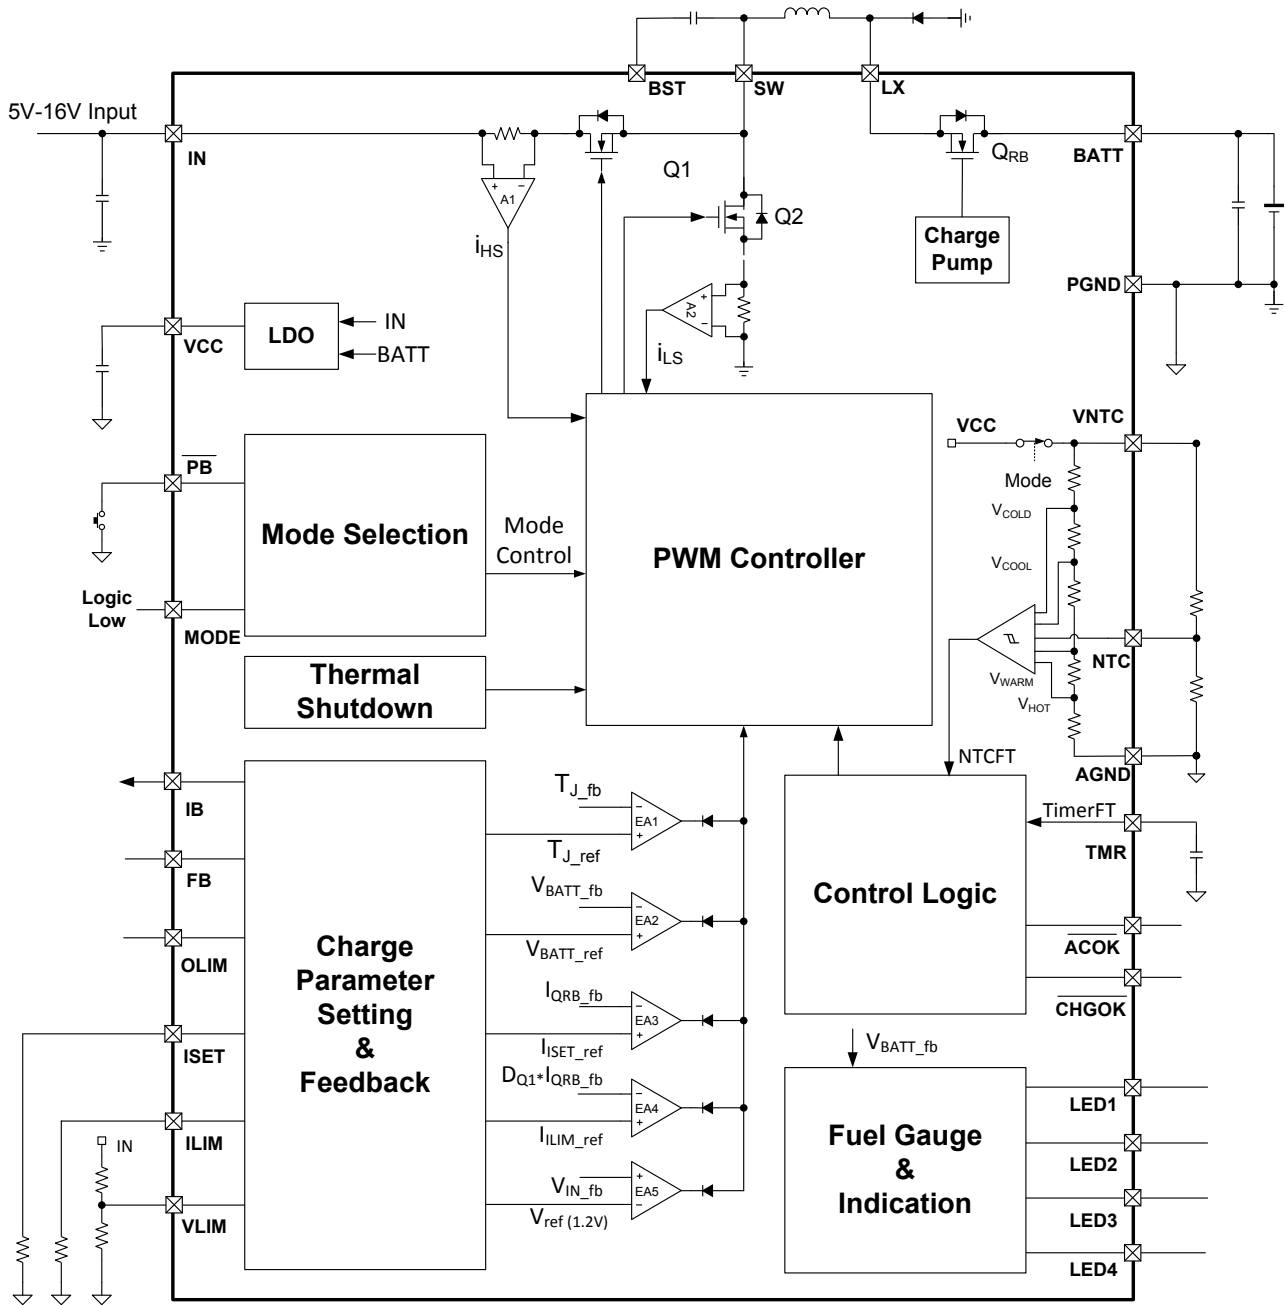 BST
SW
LX
5V-16V Input
IN
A1
+
−
iHS
Q1
Q2
QRB
BATT
Charge
Pump
PGND
A2
+
−
iLS
VCC
LDO
IN
BATT
PB
Mode Selection
Mode
Control
PWM Controller
Logic
Low
MODE
Thermal
Shutdown
VCC
Mode
VNTC
VCOLD
VCOOL
VWARM
VHOT
NTC
AGND
NTCFT
TimerFT
TMR
Control Logic
ACOK
CHGOK
IB
FB
OLIM
ISET
ILIM
IN
VLIM
Charge
Parameter
Setting
&
Feedback
TJ_fb
−
EA1
+
TJ_ref
VBATT_fb
−
EA2
+
VBATT_ref
IQRB_fb
−
EA3
+
IISET_ref
DQ1*IQRB_fb
−
EA4
+
IILIM_ref
VIN_fb
+
EA5
−
Vref (1.2V)
VBATT_fb
Fuel Gauge
&
Indication
LED1
LED2
LED3
LED4